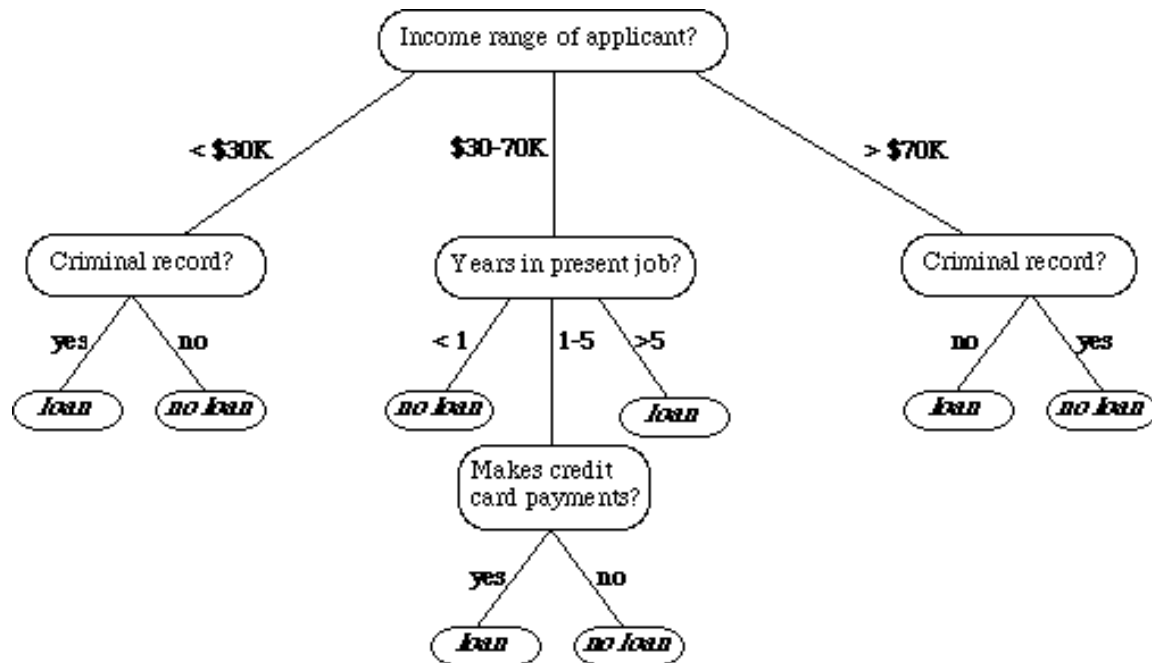 Income range of applicant?
< $30K
$30-70K
> $70K
Criminal record?
Years in present job?
Criminal record?
yes
no
< 1
1-5
>5
no
yes
loan
no loan
no loan
loan
loan
no loan
Makes credit
card payments?
yes
no
loan
no loan